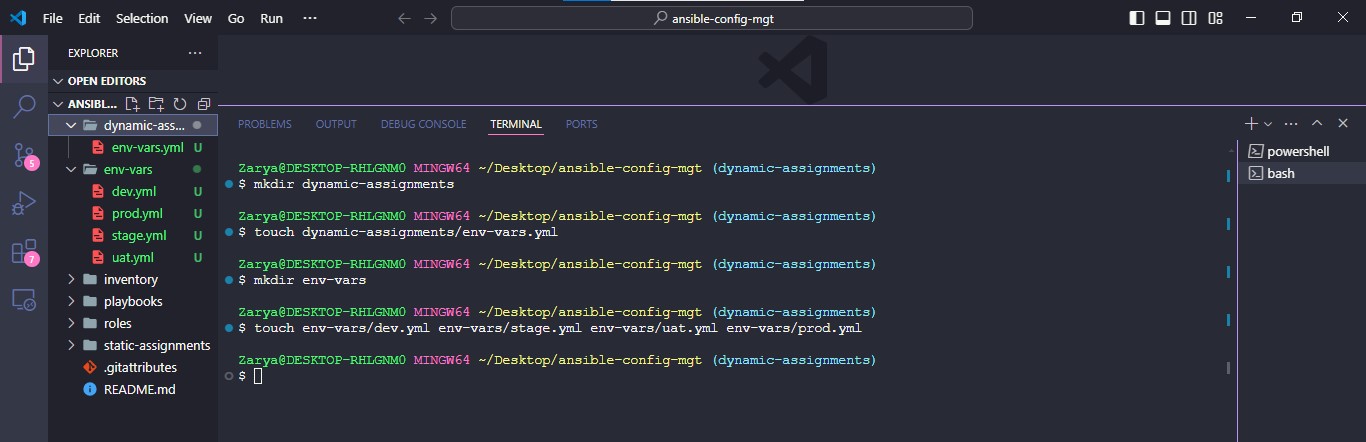 File Edit Selection View Go Run ··· ansible-config-mgt
EXPLORER ···
OPEN EDITORS
ANSIBL...
dynamic-ass...
env-vars.yml U
env-vars
dev.yml U
prod.yml U
stage.yml U
uat.yml U
inventory
playbooks
roles
static-assignments
.gitattributes
README.md
5
7
PROBLEMS OUTPUT DEBUG CONSOLE TERMINAL PORTS
Zarya@DESKTOP-RHLGNM0 MINGW64 ~/Desktop/ansible-config-mgt (dynamic-assignments)
$ mkdir dynamic-assignments
Zarya@DESKTOP-RHLGNM0 MINGW64 ~/Desktop/ansible-config-mgt (dynamic-assignments)
$ touch dynamic-assignments/env-vars.yml
Zarya@DESKTOP-RHLGNM0 MINGW64 ~/Desktop/ansible-config-mgt (dynamic-assignments)
$ mkdir env-vars
Zarya@DESKTOP-RHLGNM0 MINGW64 ~/Desktop/ansible-config-mgt (dynamic-assignments)
$ touch env-vars/dev.yml env-vars/stage.yml env-vars/uat.yml env-vars/prod.yml
Zarya@DESKTOP-RHLGNM0 MINGW64 ~/Desktop/ansible-config-mgt (dynamic-assignments)
$
powershell
bash